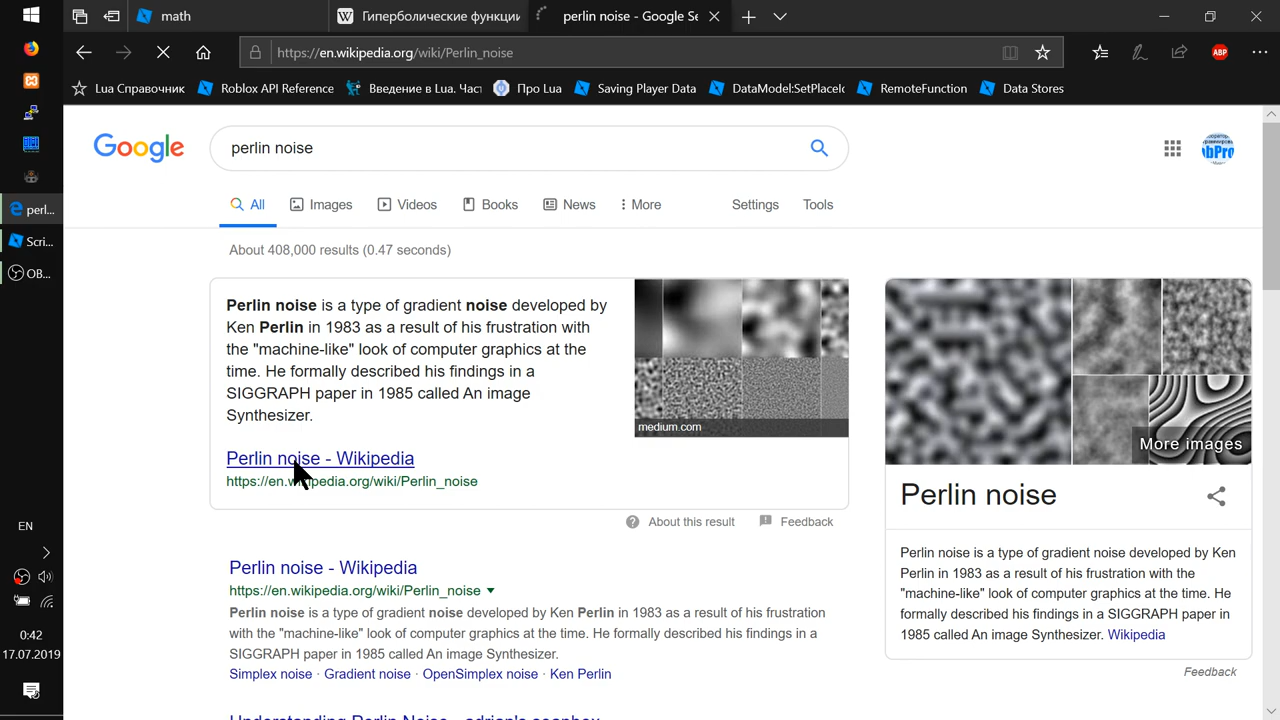 math
Гиперболические функци
perlin noise - Google Se
https://en.wikipedia.org/wiki/Perlin_noise
ABP
Lua Справочник
Roblox API Reference
Введение в Lua. Част
Про Lua
Saving Player Data
DataModel:SetPlaceId
RemoteFunction
Data Stores
Google
perlin noise
All
Images
Videos
Books
News
More
Settings
Tools
About 408,000 results (0.47 seconds)
Perlin noise is a type of gradient noise developed by
Ken Perlin in 1983 as a result of his frustration with
the "machine-like" look of computer graphics at the
time. He formally described his findings in a
SIGGRAPH paper in 1985 called An image
Synthesizer.
medium.com
Perlin noise - Wikipedia
https://en.wikipedia.org/wiki/Perlin_noise
About this result
Feedback
Perlin noise - Wikipedia
https://en.wikipedia.org/wiki/Perlin_noise
Perlin noise is a type of gradient noise developed by Ken Perlin in 1983 as a result of his frustration
with the "machine-like" look of computer graphics at the time. He formally described his findings in a
SIGGRAPH paper in 1985 called An image Synthesizer.
Simplex noise · Gradient noise · OpenSimplex noise · Ken Perlin
Understanding Perlin Noise - adrian's soapbox
More images
Perlin noise
Perlin noise is a type of gradient noise developed by Ken
Perlin in 1983 as a result of his frustration with the
"machine-like" look of computer graphics at the time. He
formally described his findings in a SIGGRAPH paper in
1985 called An image Synthesizer. Wikipedia
Feedback
perl...
Scri...
OB...
EN
0:42
17.07.2019